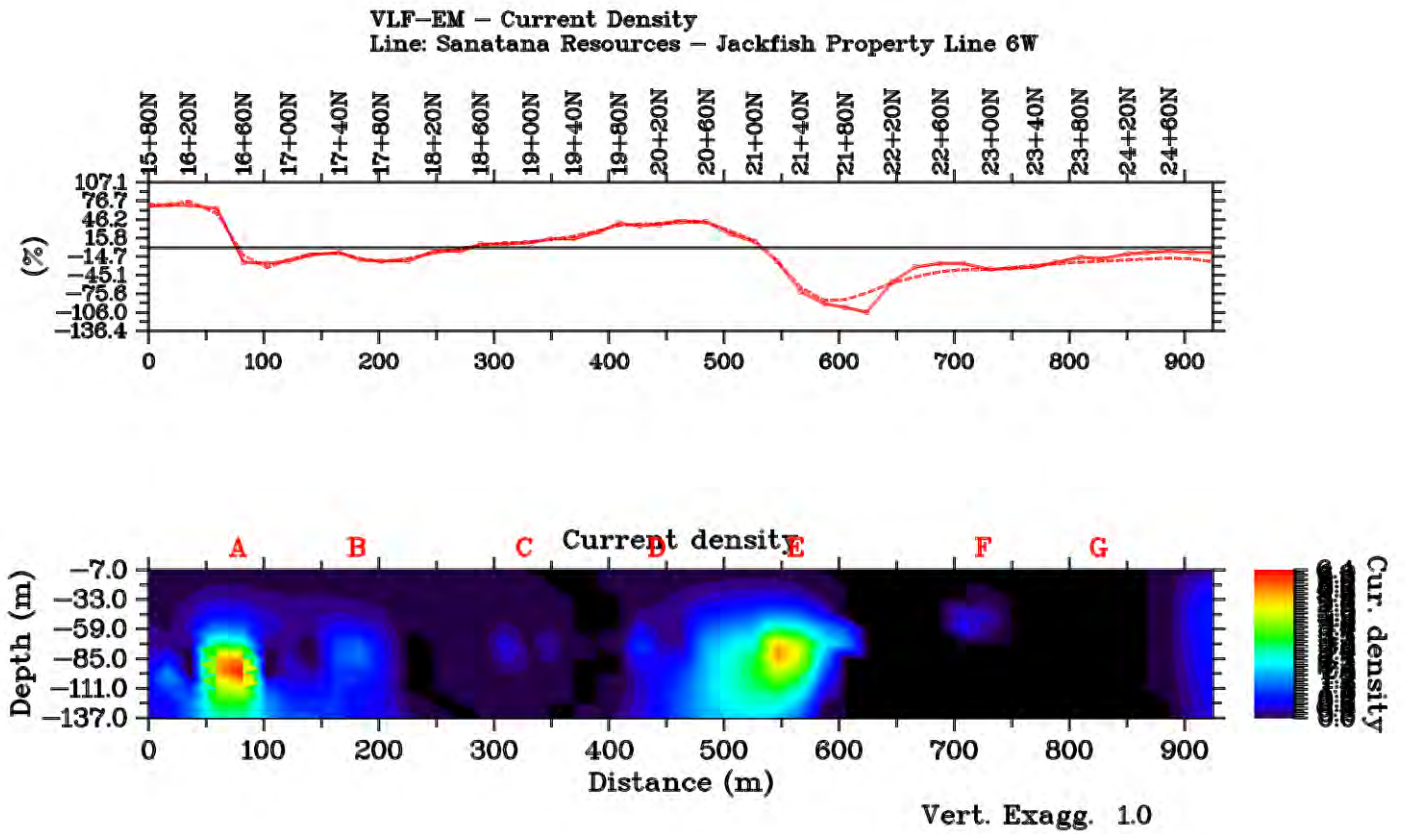 VLF-EM - Current Density
Line: Sanatana Resources - Jackfish Property Line 6W
15+80N 16+20N 16+60N 17+00N 17+40N 17+80N 18+20N 18+60N 19+00N 19+40N 19+80N 20+20N 20+60N 21+00N 21+40N 21+80N 22+20N 22+60N 23+00N 23+40N 23+80N 24+20N 24+60N
(%)
107.1
76.7
46.2
15.8
-14.7
-45.1
-75.6
-106.0
-136.4
0 100 200 300 400 500 600 700 800 900
Current density
A B C D E F G
Depth (m)
-7.0
-33.0
-59.0
-85.0
-111.0
-137.0
0 100 200 300 400 500 600 700 800 900
Distance (m)
Cur. density
Vert. Exagg. 1.0